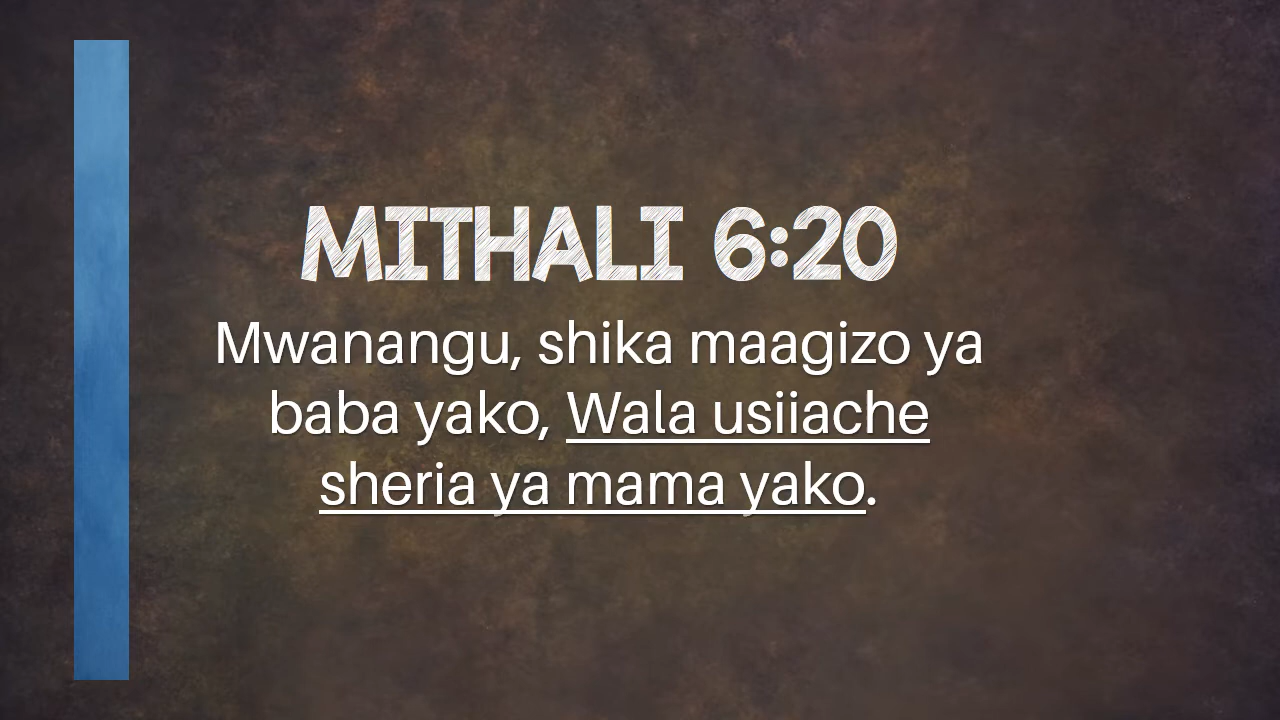 MITHALI 6:20
Mwanangu, shika maagizo ya
baba yako, Wala usiiache
sheria ya mama yako.